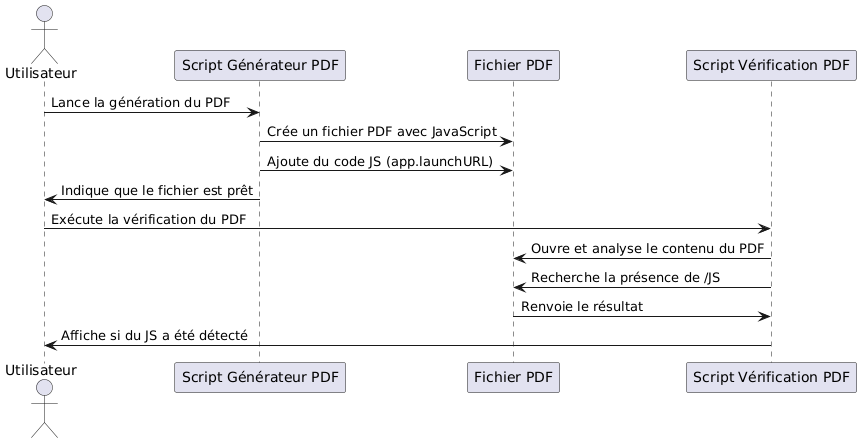 Utilisateur
Script Générateur PDF
Fichier PDF
Script Vérification PDF
Lance la génération du PDF
Crée un fichier PDF avec JavaScript
Ajoute du code JS (app.launchURL)
Indique que le fichier est prêt
Exécute la vérification du PDF
Ouvre et analyse le contenu du PDF
Recherche la présence de /JS
Renvoie le résultat
Affiche si du JS a été détecté
Utilisateur
Script Générateur PDF
Fichier PDF
Script Vérification PDF